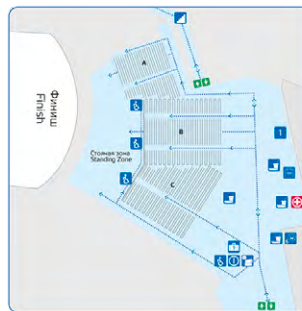 A
Финиш
Finish
B
Стоячая зона
Standing Zone
C